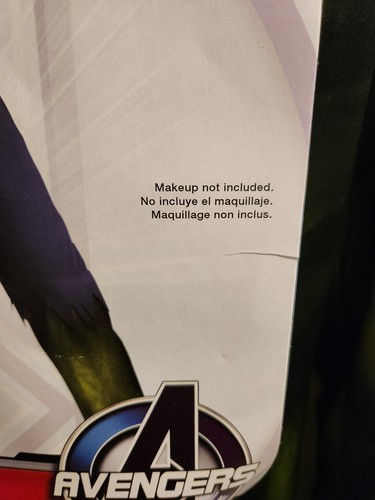 Makeup not included.
No incluye el maquillaje.
Maquillage non inclus.
A
AVENGERS